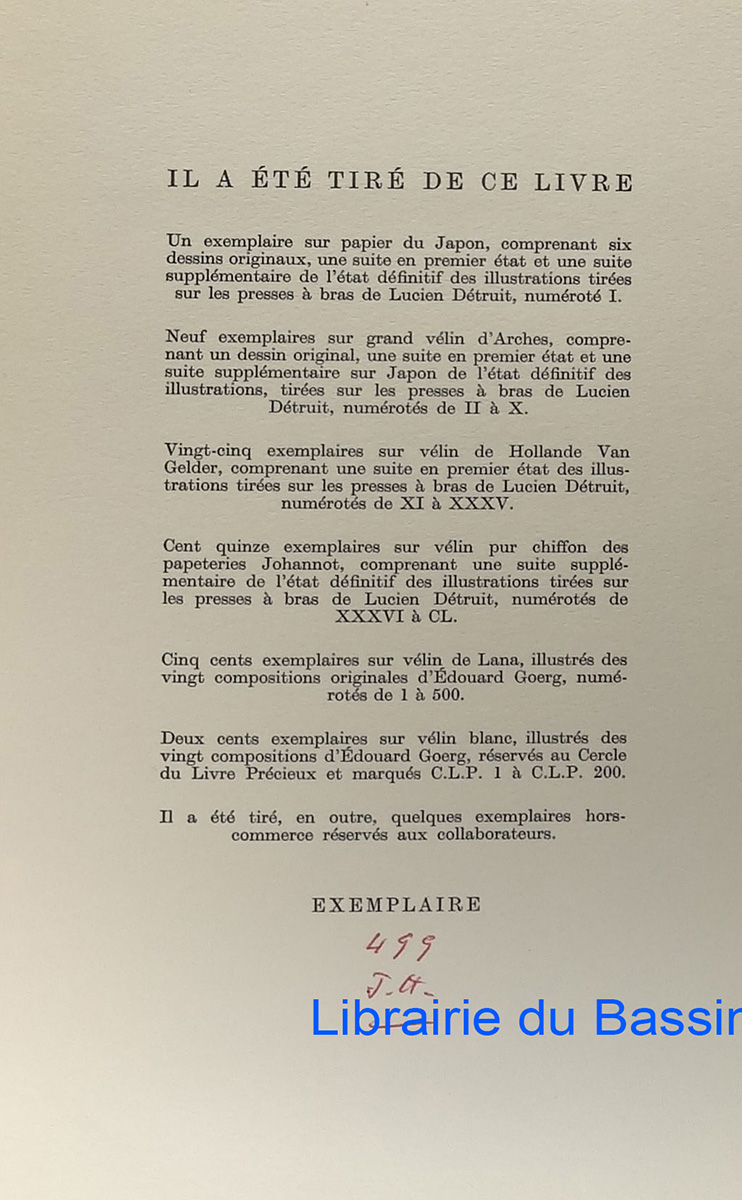 IL A ÉTÉ TIRÉ DE CE LIVRE
Un exemplaire sur papier du Japon, comprenant six
dessins originaux, une suite en premier état et une suite
supplémentaire de l'état définitif des illustrations tirées
sur les presses à bras de Lucien Détruit, numéroté I.
Neuf exemplaires sur grand vélin d'Arches, compre-
nant un dessin original, une suite en premier état et une
suite supplémentaire sur Japon de l'état définitif des
illustrations, tirées sur les presses à bras de Lucien
Détruit, numérotés de II à X.
Vingt-cinq exemplaires sur vélin de Hollande Van
Gelder, comprenant une suite en premier état des illus-
trations tirées sur les presses à bras de Lucien Détruit,
numérotés de XI à XXXV.
Cent quinze exemplaires sur vélin pur chiffon des
papeteries Johannot, comprenant une suite supplé-
mentaire de l'état définitif des illustrations tirées sur
les presses à bras de Lucien Détruit, numérotés de
XXXVI à CL.
Cinq cents exemplaires sur vélin de Lana, illustrés des
vingt compositions originales d'Édouard Goerg, numé-
rotés de 1 à 500.
Deux cents exemplaires sur vélin blanc, illustrés des
vingt compositions d'Édouard Goerg, réservés au Cercle
du Livre Précieux et marqués C.L.P. 1 à C.L.P. 200.
Il a été tiré, en outre, quelques exemplaires hors-
commerce réservés aux collaborateurs.
EXEMPLAIRE
499
J.H.
Librairie du Bassin